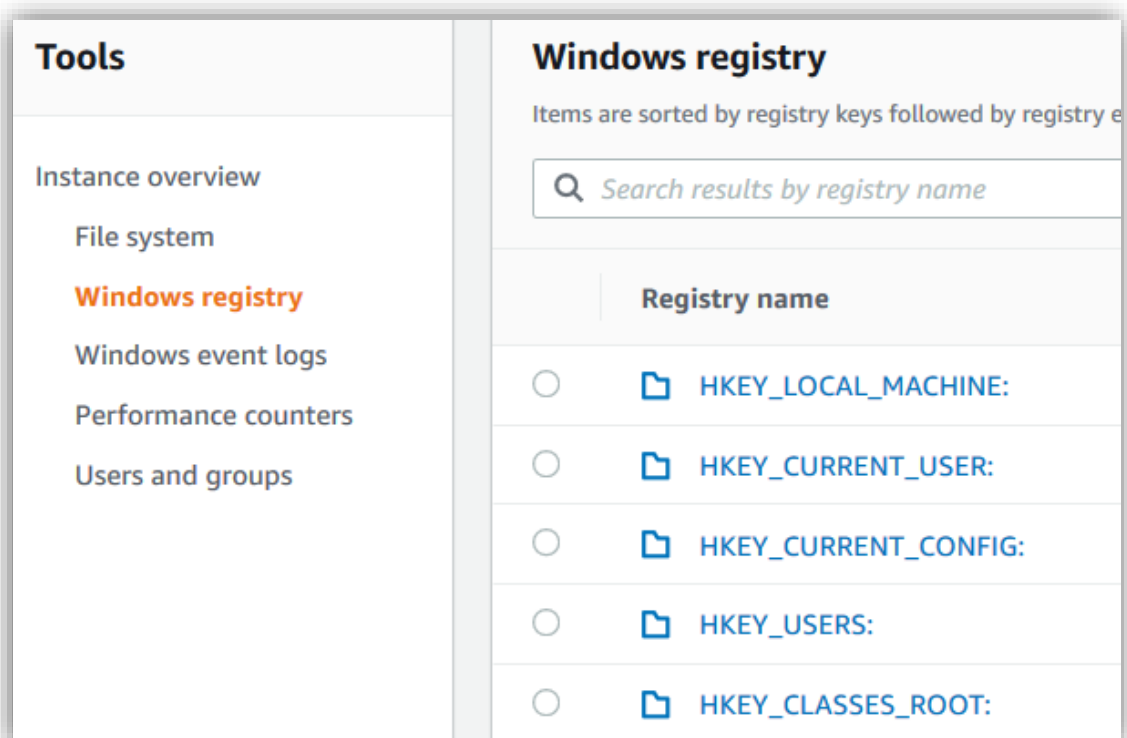 Tools
Instance overview
File system
Windows registry
Windows event logs
Performance counters
Users and groups
Windows registry
Items are sorted by registry keys followed by registry e
Search results by registry name
Registry name
HKEY_LOCAL_MACHINE:
HKEY_CURRENT_USER:
HKEY_CURRENT_CONFIG:
HKEY_USERS:
HKEY_CLASSES_ROOT: